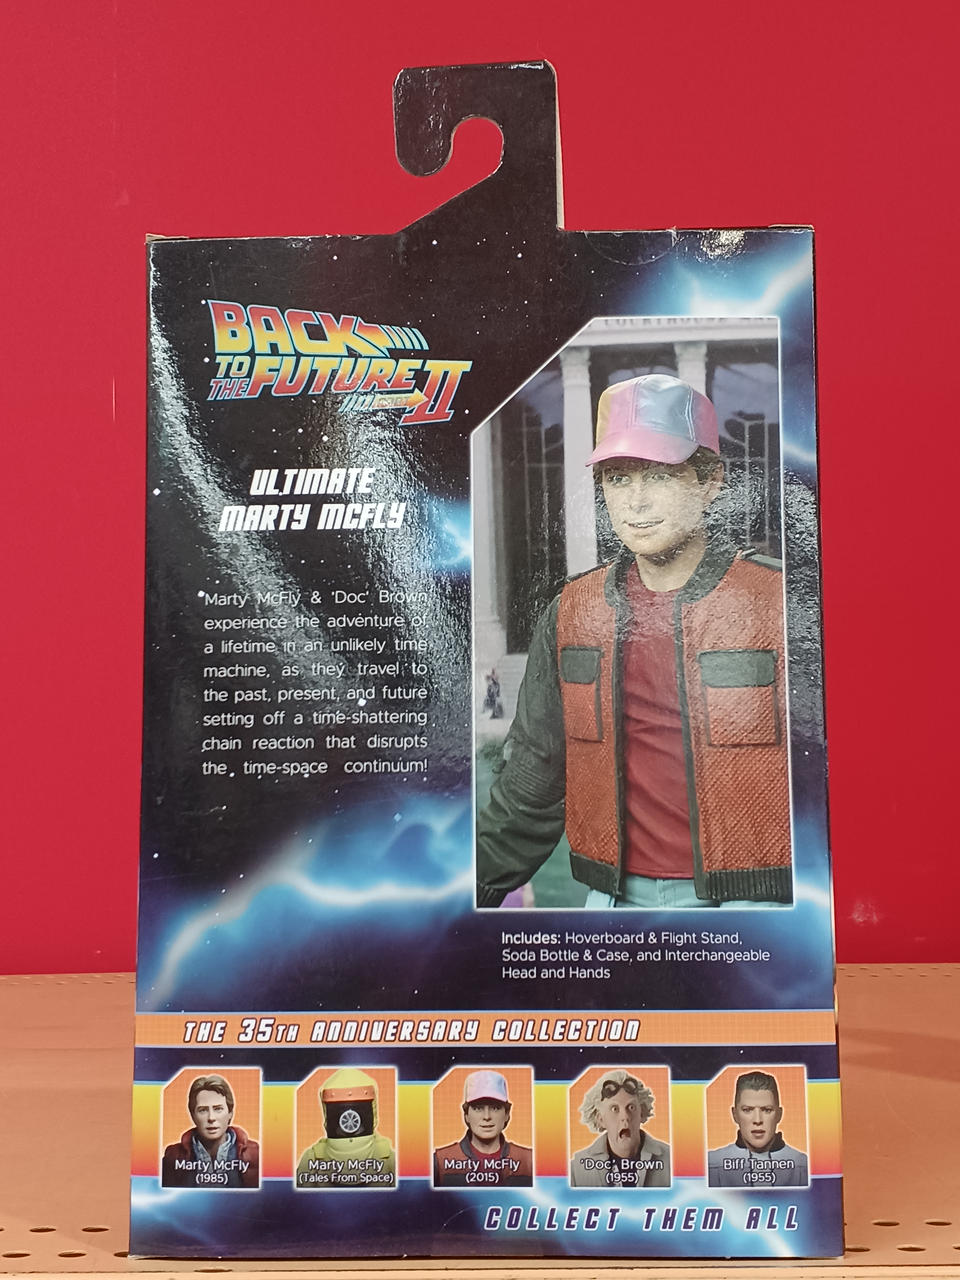 BACK
TO THE FUTURE
PART II
ULTIMATE
MARTY MCFLY
Marty McFly & 'Doc' Brown
experience the adventure of
a lifetime in an unlikely time
machine, as they travel to
the past, present, and future
setting off a time-shattering
chain reaction that disrupts
the time-space continuum!
COURTHOUSE
Includes: Hoverboard & Flight Stand,
Soda Bottle & Case, and Interchangeable
Head and Hands
THE 35TH ANNIVERSARY COLLECTION
Marty McFly
(1985)
Marty McFly
(Tales From Space)
Marty McFly
(2015)
'Doc' Brown
(1955)
Biff Tannen
(1955)
COLLECT THEM ALL